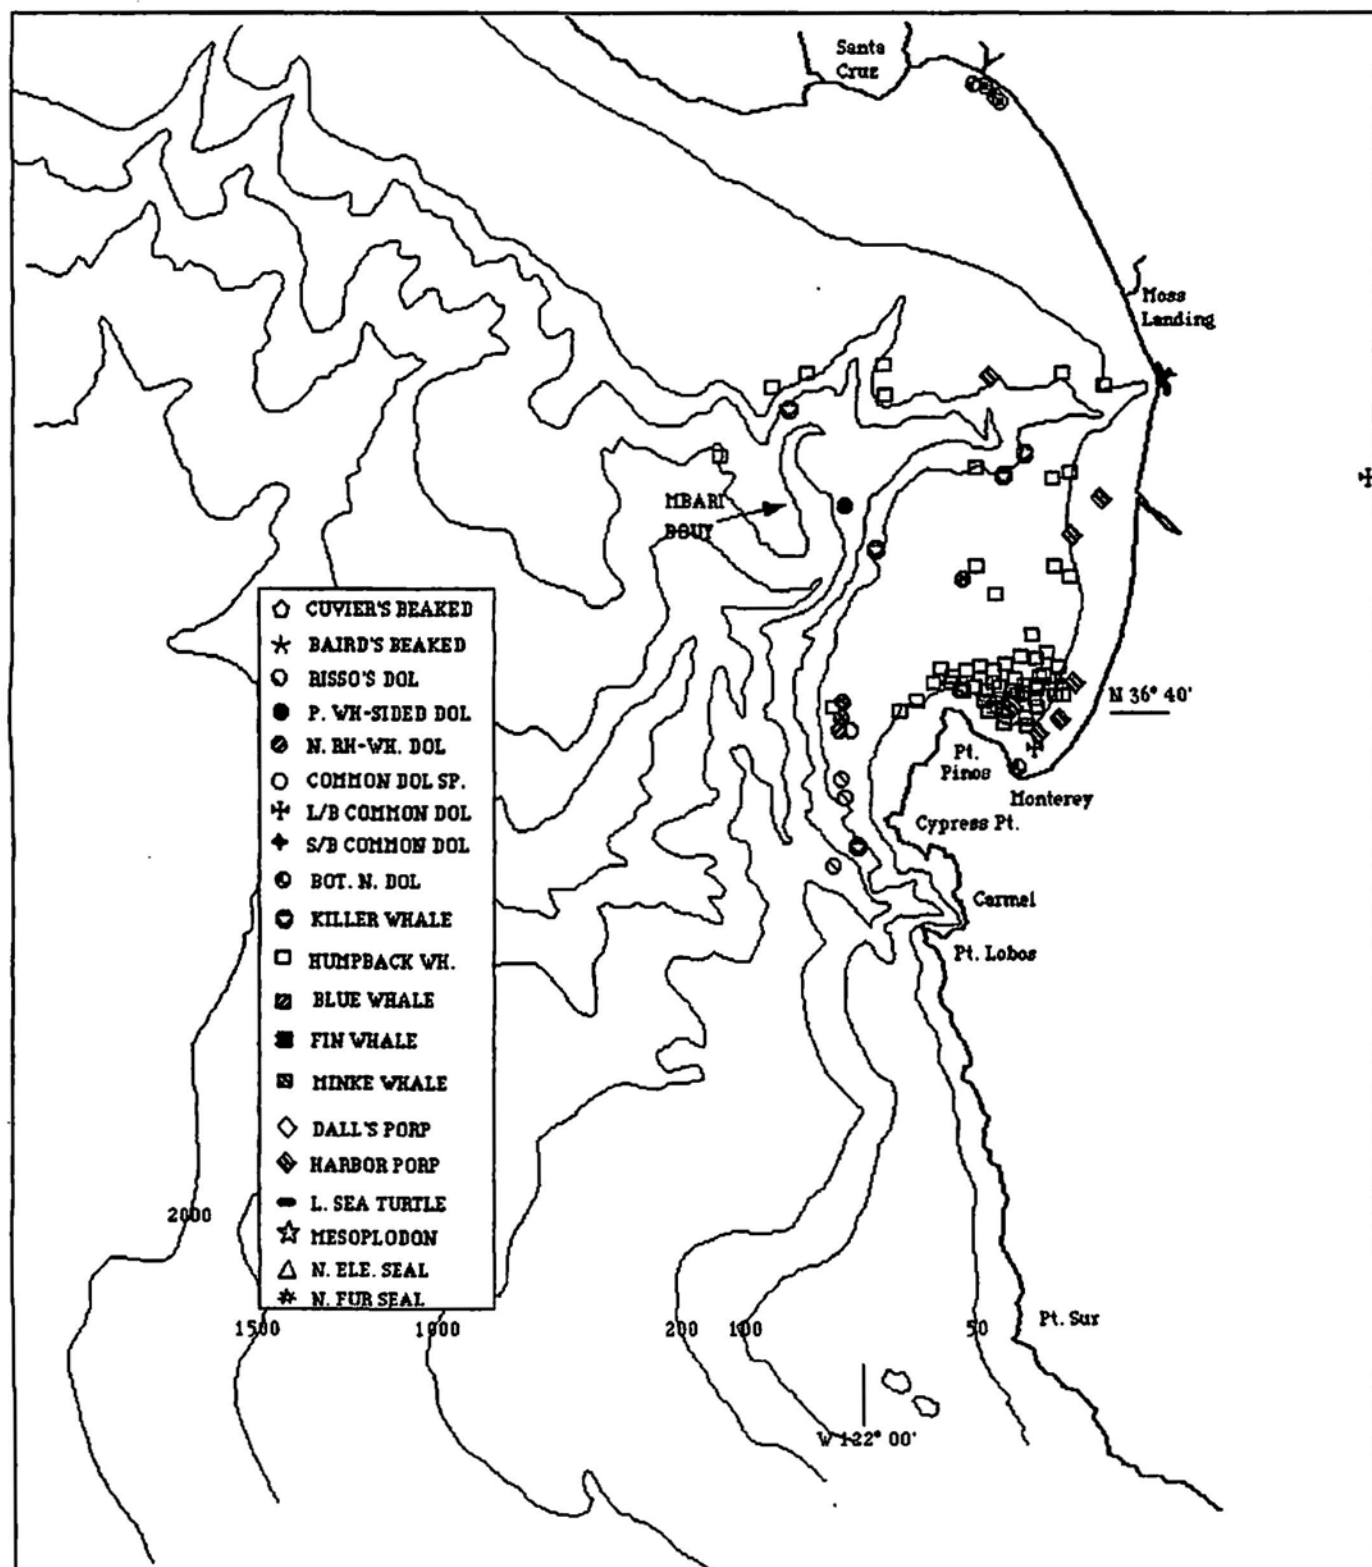 Santa
Cruz
Moss
Landing
MBARI
BOUY
CUVIER'S BEAKED
BAIRD'S BEAKED
RISSO'S DOL
P. WH-SIDED DOL
N. RH-WH. DOL
COMMON DOL SP.
L/B COMMON DOL
S/B COMMON DOL
BOT. N. DOL
KILLER WHALE
HUMPBACK WH.
BLUE WHALE
FIN WHALE
MINKE WHALE
DALL'S PORP
HARBOR PORP
L. SEA TURTLE
MESOPLODON
N. ELE. SEAL
N. FUR SEAL
N 36° 40'
Pt.
Pinos
Monterey
Cypress Pt.
Carmel
Pt. Lobos
2000
1500
1000
200
100
50
Pt. Sur
W 122° 00'